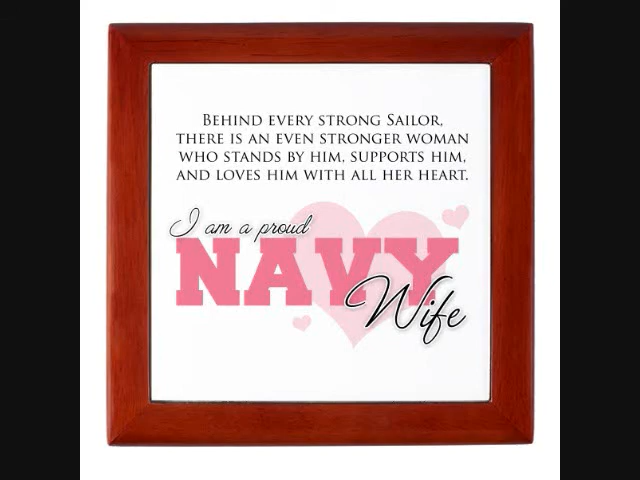 BEHIND EVERY STRONG SAILOR,
THERE IS AN EVEN STRONGER WOMAN
WHO STANDS BY HIM, SUPPORTS HIM,
AND LOVES HIM WITH ALL HER HEART.
I am a proud
NAVY
Wife